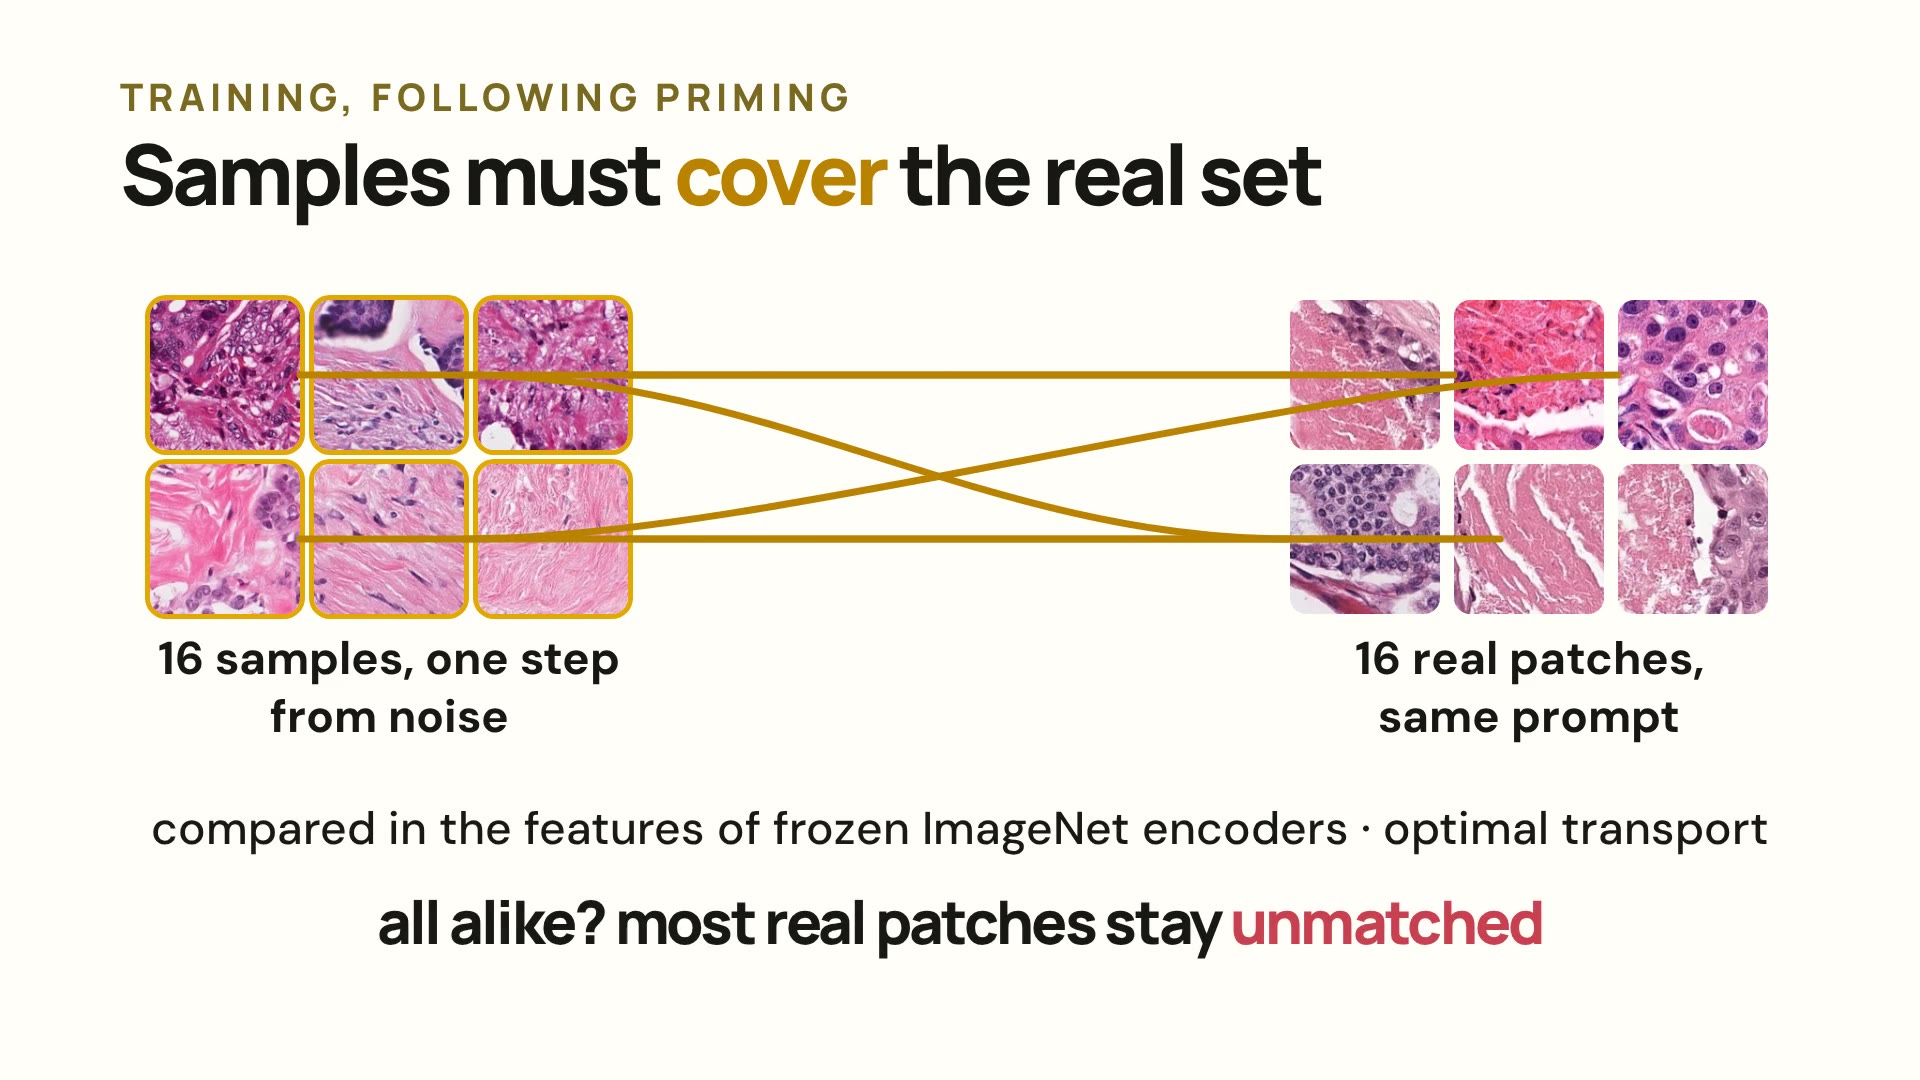 TRAINING, FOLLOWING PRIMING
Samples must cover the real set
16 samples, one step
from noise
16 real patches,
same prompt
compared in the features of frozen ImageNet encoders · optimal transport
all alike? most real patches stay unmatched